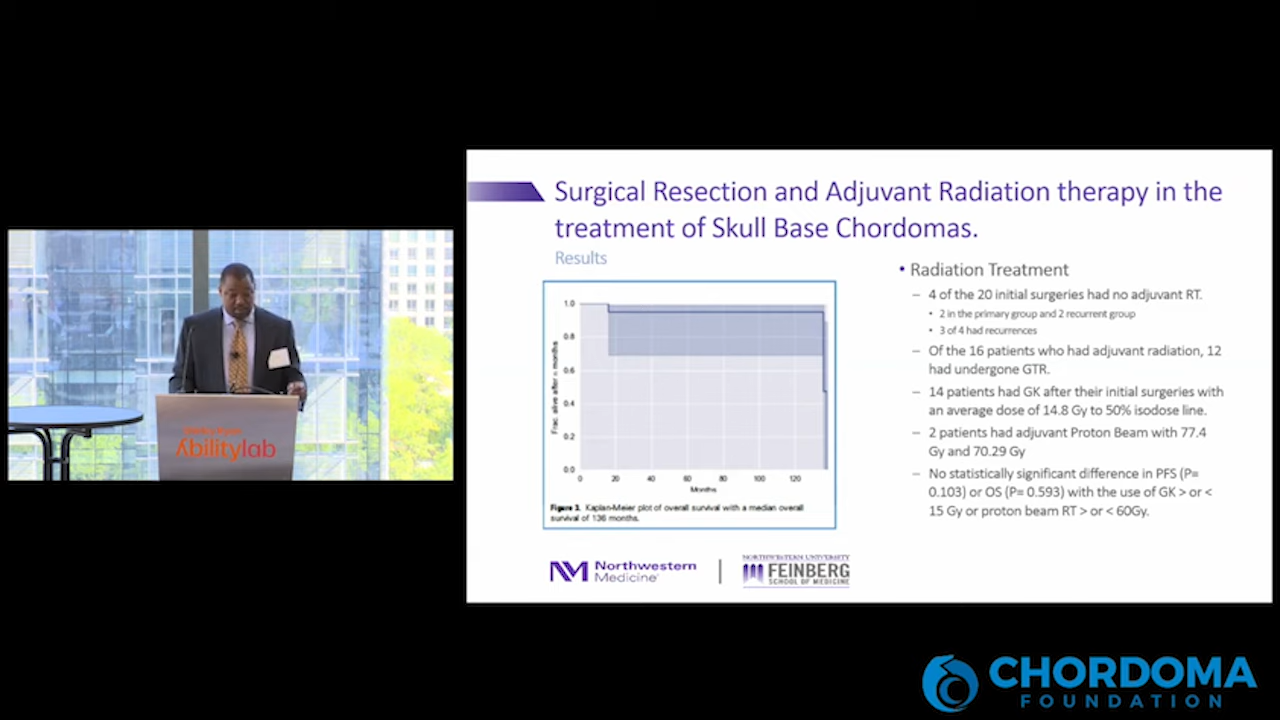 Surgical Resection and Adjuvant Radiation therapy in the
treatment of Skull Base Chordomas.
Results
1.0
0.8
0.6
0.4
0.2
0.0
Frac. alive after n months
0 20 40 60 80 100 120
Months
Figure 3. Kaplan-Meier plot of overall survival with a median overall
survival of 136 months.
• Radiation Treatment
– 4 of the 20 initial surgeries had no adjuvant RT.
• 2 in the primary group and 2 recurrent group
• 3 of 4 had recurrences
– Of the 16 patients who had adjuvant radiation, 12
had undergone GTR.
– 14 patients had GK after their initial surgeries with
an average dose of 14.8 Gy to 50% isodose line.
– 2 patients had adjuvant Proton Beam with 77.4
Gy and 70.29 Gy
– No statistically significant difference in PFS (P=
0.103) or OS (P= 0.593) with the use of GK > or <
15 Gy or proton beam RT > or < 60Gy.
NM Northwestern
Medicine
NORTHWESTERN UNIVERSITY
FEINBERG
SCHOOL OF MEDICINE
Abilitylab
CHORDOMA
FOUNDATION